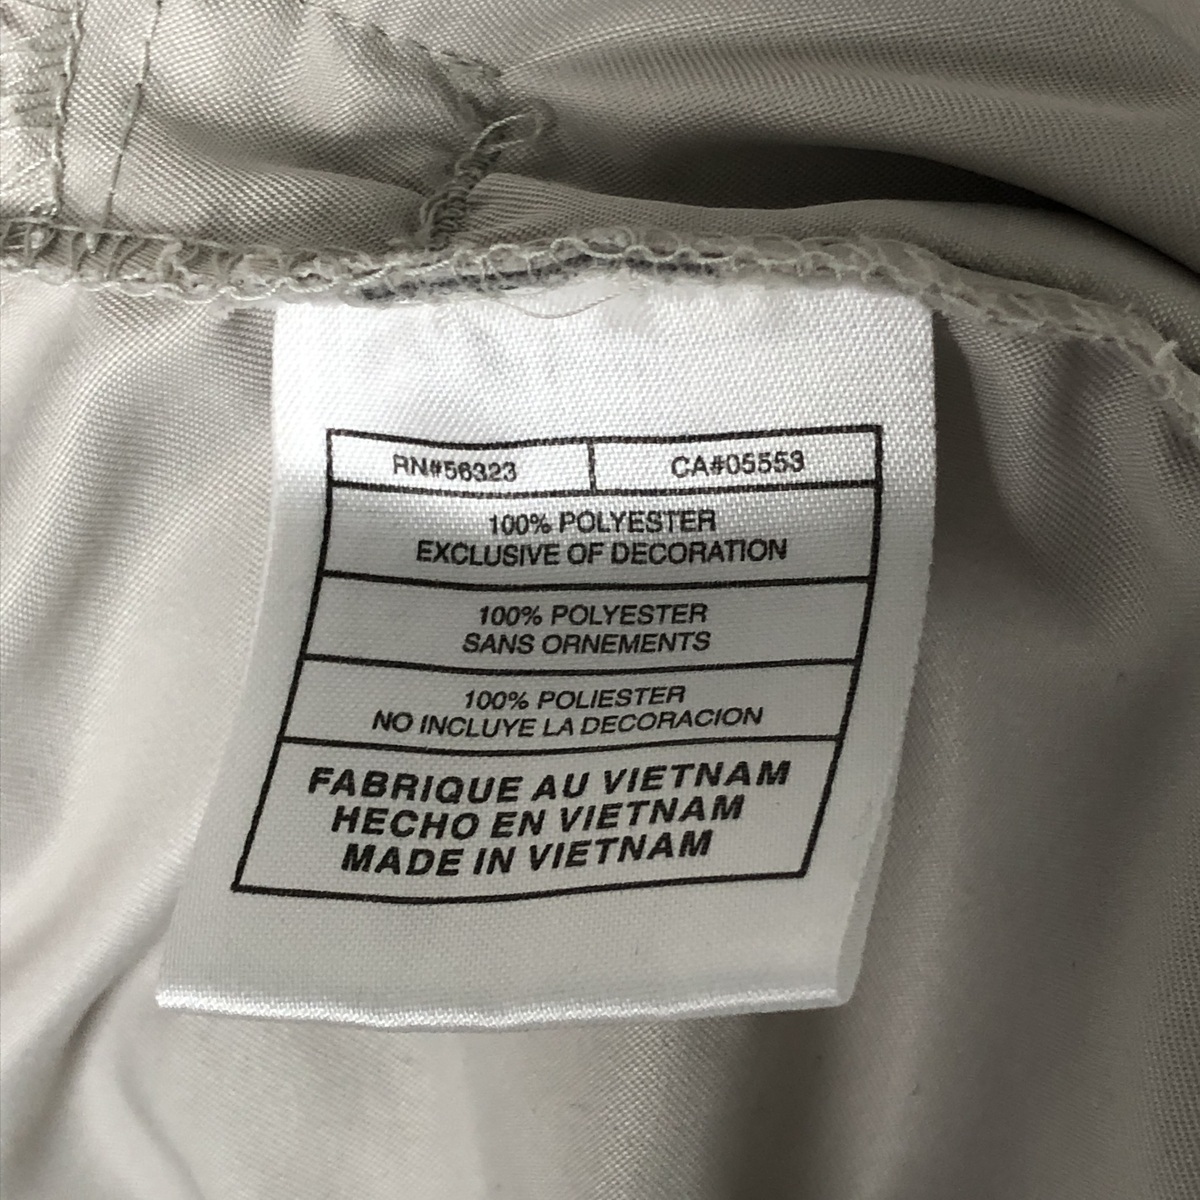 RN#56323 CA#05553
100% POLYESTER
EXCLUSIVE OF DECORATION
100% POLYESTER
SANS ORNEMENTS
100% POLIESTER
NO INCLUYE LA DECORACION
FABRIQUE AU VIETNAM
HECHO EN VIETNAM
MADE IN VIETNAM